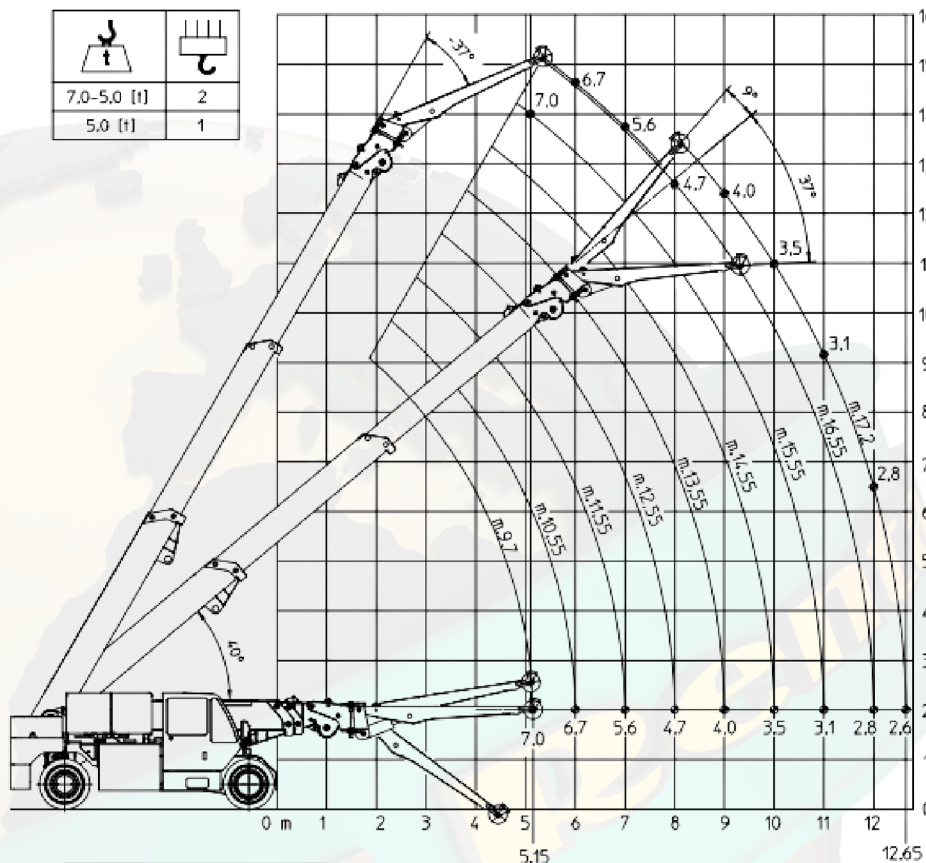 t
7,0-5,0 [t] 2
5,0 [t] 1
-37°
6,7
7,0
5,6
4.7
4.0
37°
3,5
3,1
2,8
m.9,7
m.10,55
m.11,55
m.12,55
m.13,55
m.14,55
m.15,55
m.16,55
m.17,2
40°
7.0 6.7 5.6 4.7 4.0 3.5 3,1 2.8 2.6
0 m 1 2 3 4 5 6 7 8 9 10 11 12
5.15 12.65